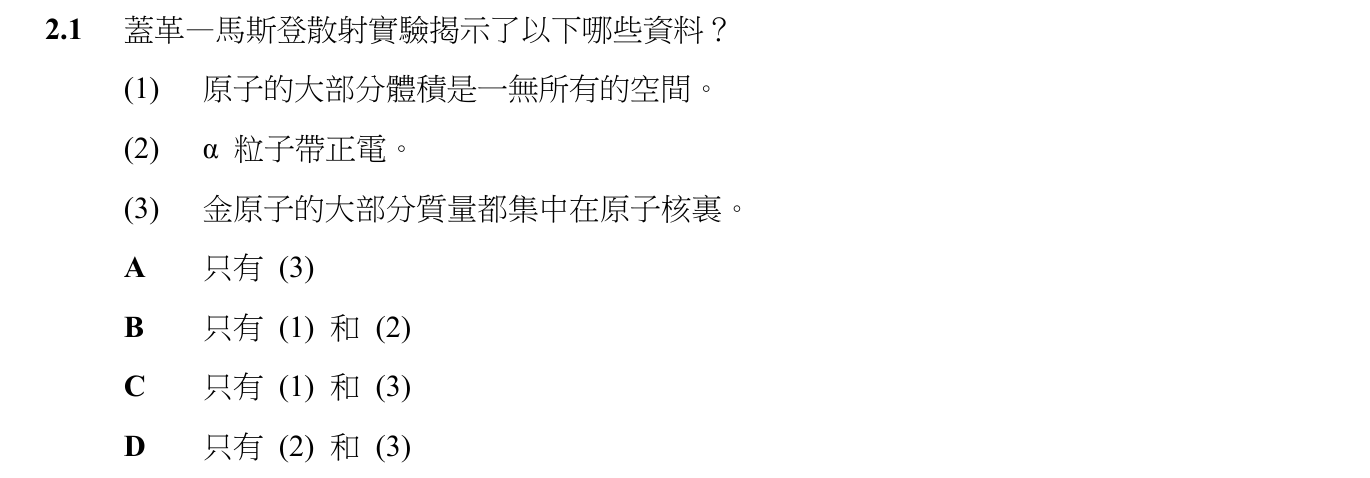 2.1 蓋革─馬斯登散射實驗揭示了以下哪些資料？
(1) 原子的大部分體積是一無所有的空間。
(2) α 粒子帶正電。
(3) 金原子的大部分質量都集中在原子核裏。
A 只有 (3)
B 只有 (1) 和 (2)
C 只有 (1) 和 (3)
D 只有 (2) 和 (3)